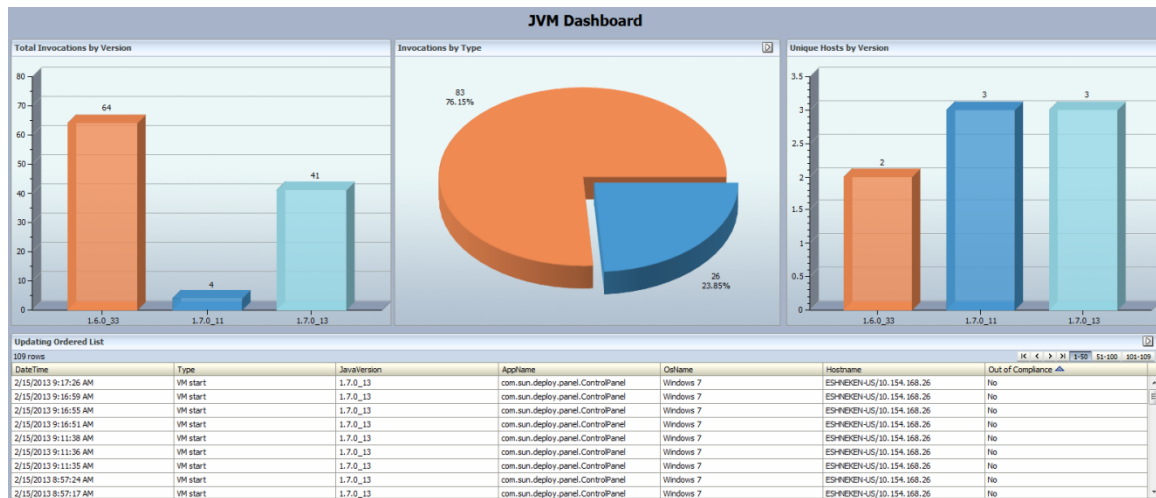 JVM Dashboard
Total Invocations by Version
80
70
60
50
40
30
20
10
0
64
4
41
1.6.0_33 1.7.0_11 1.7.0_13
Invocations by Type
83
76.15%
26
23.85%
Unique Hosts by Version
3.5
3
2.5
2
1.5
1
0.5
0
2
3
3
1.6.0_33 1.7.0_11 1.7.0_13
Updating Ordered List
109 rows 1-50 51-100 101-109
DateTime Type JavaVersion AppName OsName Hostname Out of Compliance
2/15/2013 9:17:26 AM VM start 1.7.0_13 com.sun.deploy.panel.ControlPanel Windows 7 ESHNEKEN-US/10.154.168.26 No
2/15/2013 9:16:59 AM VM start 1.7.0_13 com.sun.deploy.panel.ControlPanel Windows 7 ESHNEKEN-US/10.154.168.26 No
2/15/2013 9:16:55 AM VM start 1.7.0_13 com.sun.deploy.panel.ControlPanel Windows 7 ESHNEKEN-US/10.154.168.26 No
2/15/2013 9:16:51 AM VM start 1.7.0_13 com.sun.deploy.panel.ControlPanel Windows 7 ESHNEKEN-US/10.154.168.26 No
2/15/2013 9:11:38 AM VM start 1.7.0_13 com.sun.deploy.panel.ControlPanel Windows 7 ESHNEKEN-US/10.154.168.26 No
2/15/2013 9:11:36 AM VM start 1.7.0_13 com.sun.deploy.panel.ControlPanel Windows 7 ESHNEKEN-US/10.154.168.26 No
2/15/2013 9:11:35 AM VM start 1.7.0_13 com.sun.deploy.panel.ControlPanel Windows 7 ESHNEKEN-US/10.154.168.26 No
2/15/2013 8:57:24 AM VM start 1.7.0_13 com.sun.deploy.panel.ControlPanel Windows 7 ESHNEKEN-US/10.154.168.26 No
2/15/2013 8:57:17 AM VM start 1.7.0_13 com.sun.deploy.panel.ControlPanel Windows 7 ESHNEKEN-US/10.154.168.26 No